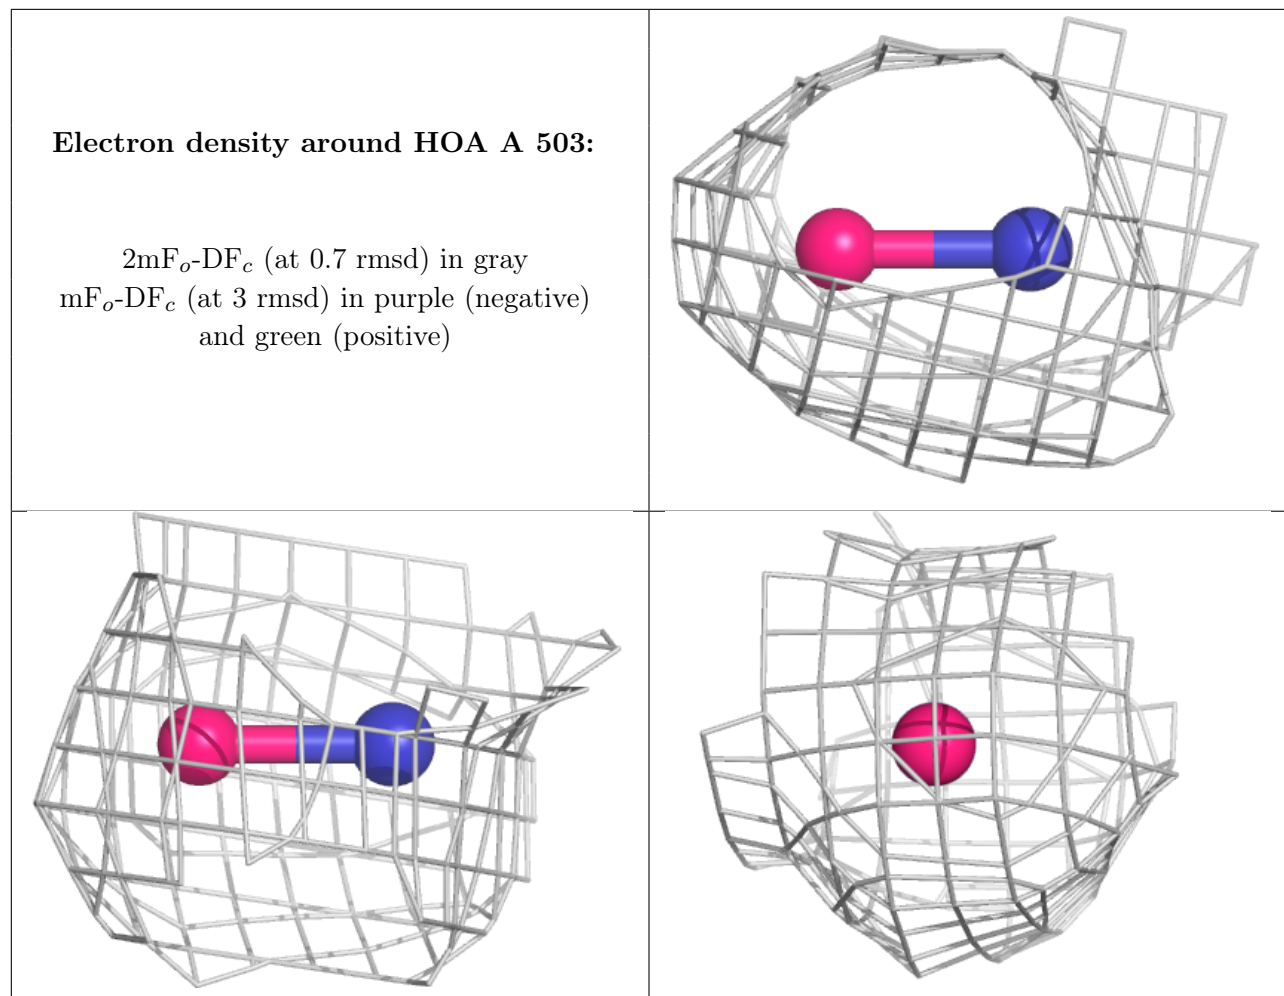 Electron density around HOA A 503:
2mFo-DFc (at 0.7 rmsd) in gray
mFo-DFc (at 3 rmsd) in purple (negative)
and green (positive)